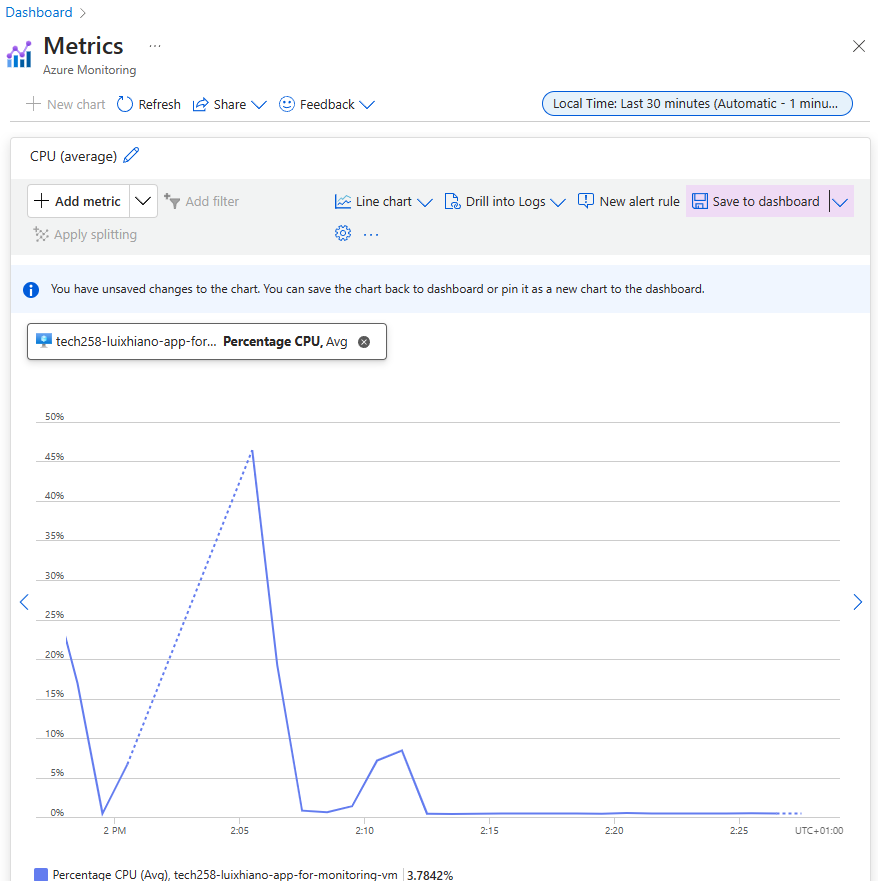 Dashboard
Metrics ...
Azure Monitoring
New chart Refresh Share Feedback Local Time: Last 30 minutes (Automatic - 1 minu...
CPU (average)
Add metric Add filter Line chart Drill into Logs New alert rule Save to dashboard
Apply splitting ...
You have unsaved changes to the chart. You can save the chart back to dashboard or pin it as a new chart to the dashboard.
tech258-luixhiano-app-for... Percentage CPU, Avg
50%
45%
40%
35%
30%
25%
20%
15%
10%
5%
0%
2 PM 2:05 2:10 2:15 2:20 2:25 UTC+01:00
Percentage CPU (Avg), tech258-luixhiano-app-for-monitoring-vm 3.7842%